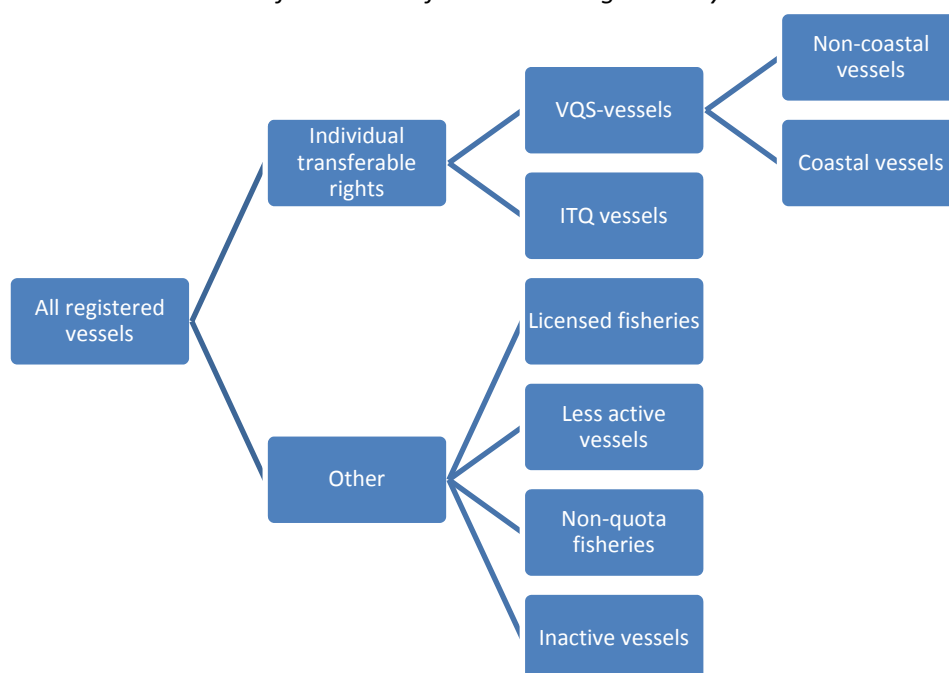 Non-coastal
vessels
VQS-vessels
Individual
transferable
rights
Coastal vessels
ITQ vessels
All registered
vessels
Licensed fisheries
Less active
vessels
Other
Non-quota
fisheries
Inactive vessels